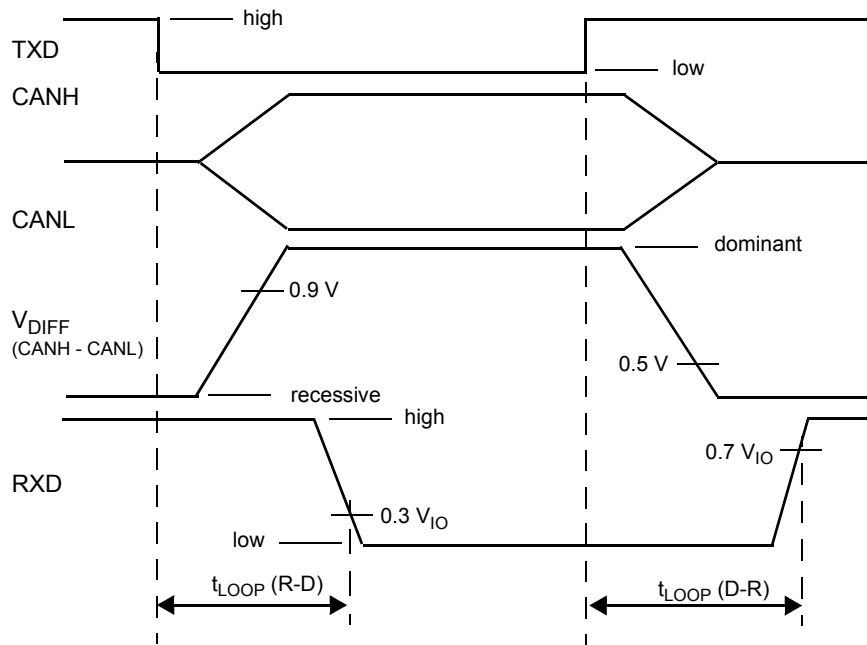 high
TXD
low
CANH
CANL
dominant
0.9 V
V_DIFF
(CANH - CANL)
0.5 V
recessive
high
0.7 V_IO
RXD
0.3 V_IO
low
t_LOOP (R-D)
t_LOOP (D-R)